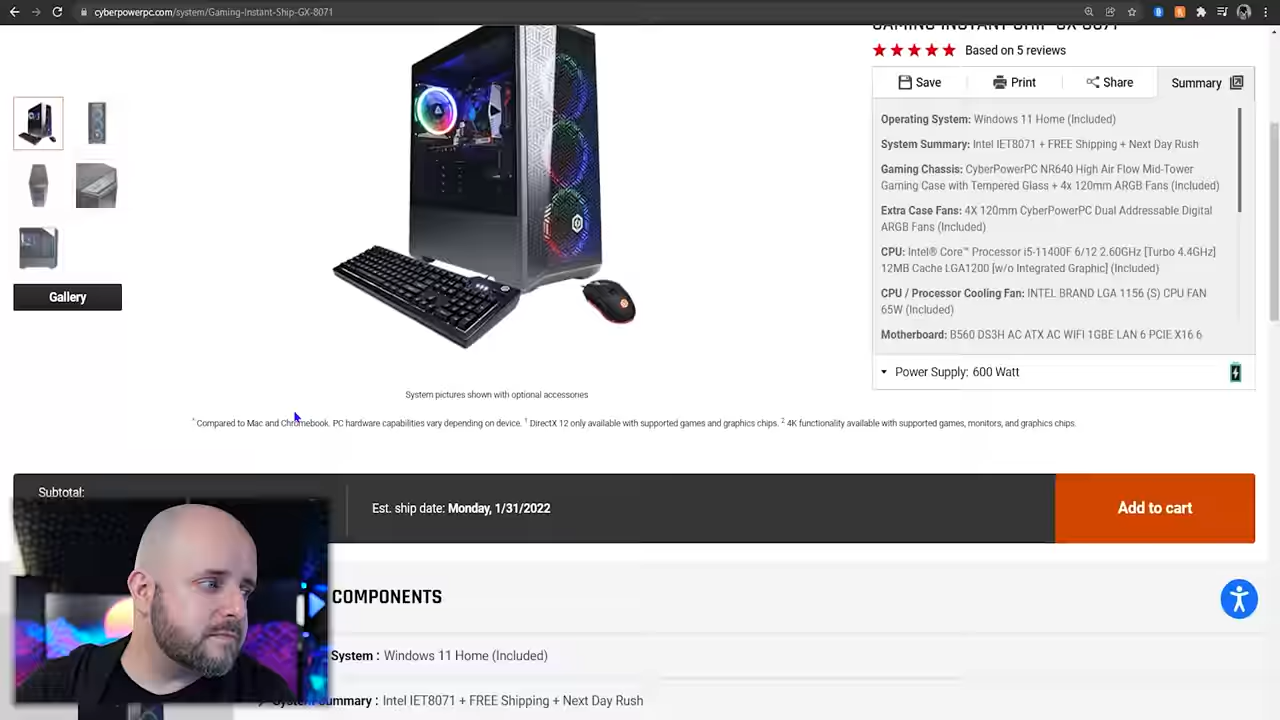 cyberpowerpc.com/system/Gaming-Instant-Ship-GX-8071
GAMING INSTANT SHIP GX-8071
Based on 5 reviews
Save
Print
Share
Summary
Operating System: Windows 11 Home (Included)
System Summary: Intel IET8071 + FREE Shipping + Next Day Rush
Gaming Chassis: CyberPowerPC NR640 High Air Flow Mid-Tower
Gaming Case with Tempered Glass + 4x 120mm ARGB Fans (Included)
Extra Case Fans: 4X 120mm CyberPowerPC Dual Addressable Digital
ARGB Fans (Included)
CPU: Intel® Core™ Processor i5-11400F 6/12 2.60GHz [Turbo 4.4GHz]
12MB Cache LGA1200 [w/o Integrated Graphic] (Included)
CPU / Processor Cooling Fan: INTEL BRAND LGA 1156 (S) CPU FAN
65W (Included)
Motherboard: B560 DS3H AC ATX AC WIFI 1GBE LAN 6 PCIE X16 6
Power Supply: 600 Watt
Gallery
System pictures shown with optional accessories
* Compared to Mac and Chromebook. PC hardware capabilities vary depending on device. † DirectX 12 only available with supported games and graphics chips. ‡ 4K functionality available with supported games, monitors, and graphics chips.
Subtotal:
Est. ship date: Monday, 1/31/2022
Add to cart
COMPONENTS
System : Windows 11 Home (Included)
System Summary : Intel IET8071 + FREE Shipping + Next Day Rush